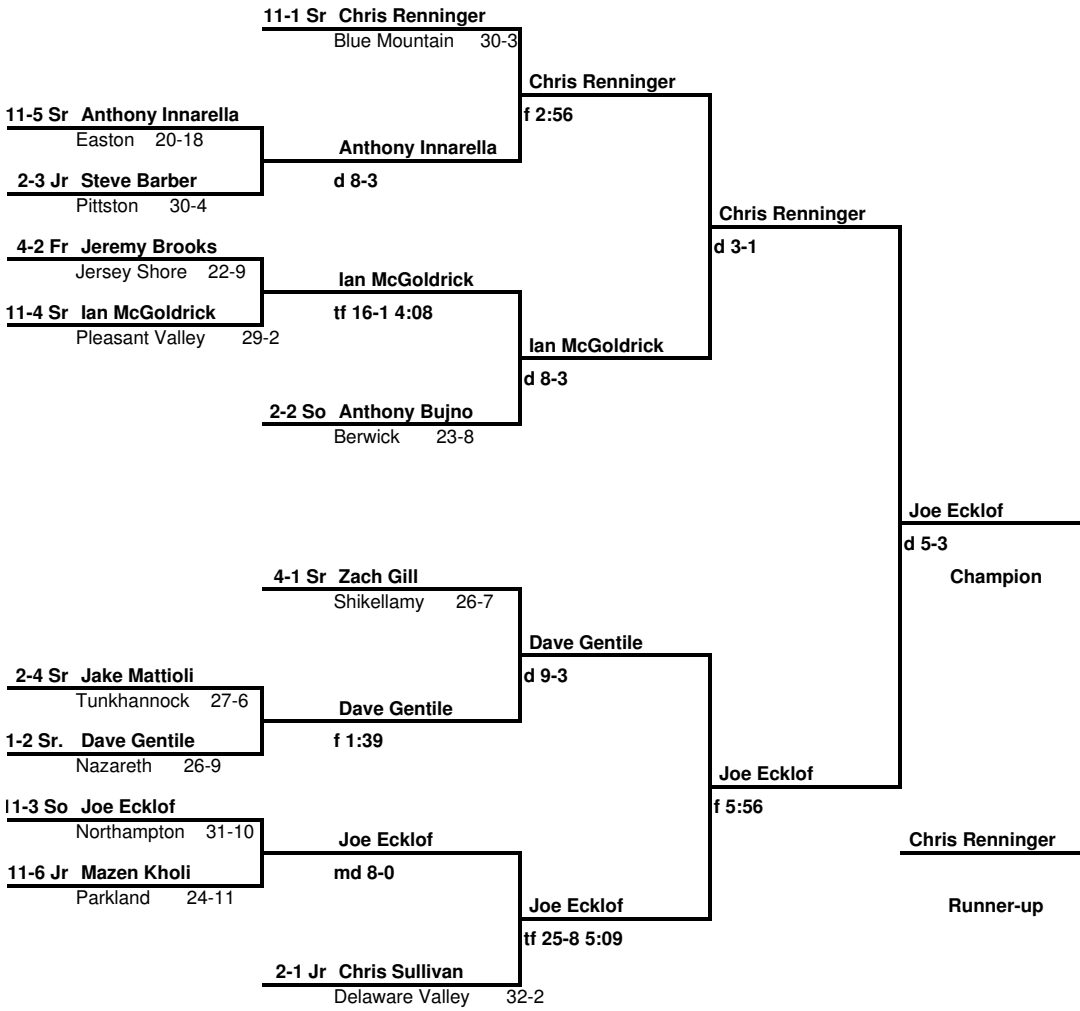 11-1 Sr Chris Renninger
Blue Mountain 30-3
Chris Renninger
f 2:56
11-5 Sr Anthony Innarella
Easton 20-18
Anthony Innarella
d 8-3
2-3 Jr Steve Barber
Pittston 30-4
Chris Renninger
d 3-1
4-2 Fr Jeremy Brooks
Jersey Shore 22-9
Ian McGoldrick
tf 16-1 4:08
11-4 Sr Ian McGoldrick
Pleasant Valley 29-2
Ian McGoldrick
d 8-3
2-2 So Anthony Bujno
Berwick 23-8
Joe Ecklof
d 5-3
Champion
4-1 Sr Zach Gill
Shikellamy 26-7
Dave Gentile
d 9-3
2-4 Sr Jake Mattioli
Tunkhannock 27-6
Dave Gentile
f 1:39
1-2 Sr. Dave Gentile
Nazareth 26-9
Joe Ecklof
f 5:56
11-3 So Joe Ecklof
Northampton 31-10
Joe Ecklof
md 8-0
Chris Renninger
11-6 Jr Mazen Kholi
Parkland 24-11
Joe Ecklof
tf 25-8 5:09
Runner-up
2-1 Jr Chris Sullivan
Delaware Valley 32-2